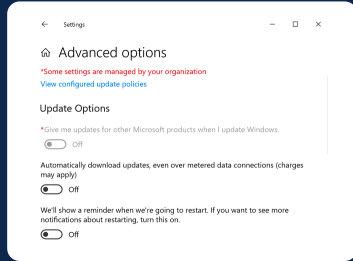 Settings
Advanced options
*Some settings are managed by your organization
View configured update policies
Update Options
*Give me updates for other Microsoft products when I update Windows.
Off
Automatically download updates, even over metered data connections (charges
may apply)
Off
We'll show a reminder when we're going to restart. If you want to see more
notifications about restarting, turn this on.
Off